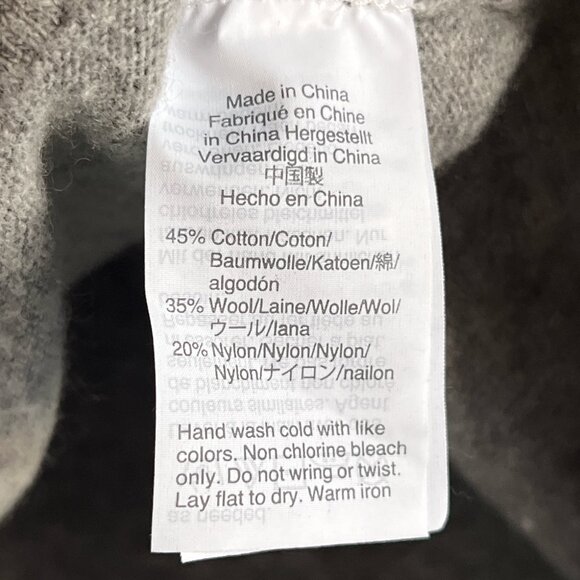 Made in China
Fabriqué en Chine
in China Hergestellt
Vervaardigd in China
中国製
Hecho en China
45% Cotton/Coton/
Baumwolle/Katoen/綿/
algodón
35% Wool/Laine/Wolle/Wol/
ウール/lana
20% Nylon/Nylon/Nylon/
Nylon/ナイロン/nailon
Hand wash cold with like
colors. Non chlorine bleach
only. Do not wring or twist.
Lay flat to dry. Warm iron
as needed.